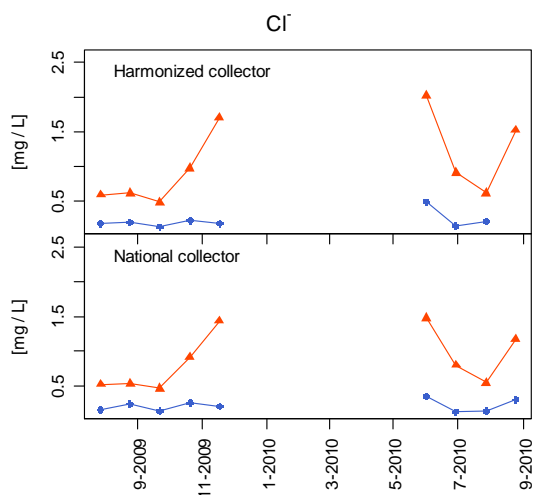 Cl⁻
Harmonized collector
[mg / L]
2.5
1.5
0.5
National collector
[mg / L]
2.5
1.5
0.5
9-2009
11-2009
1-2010
3-2010
5-2010
7-2010
9-2010